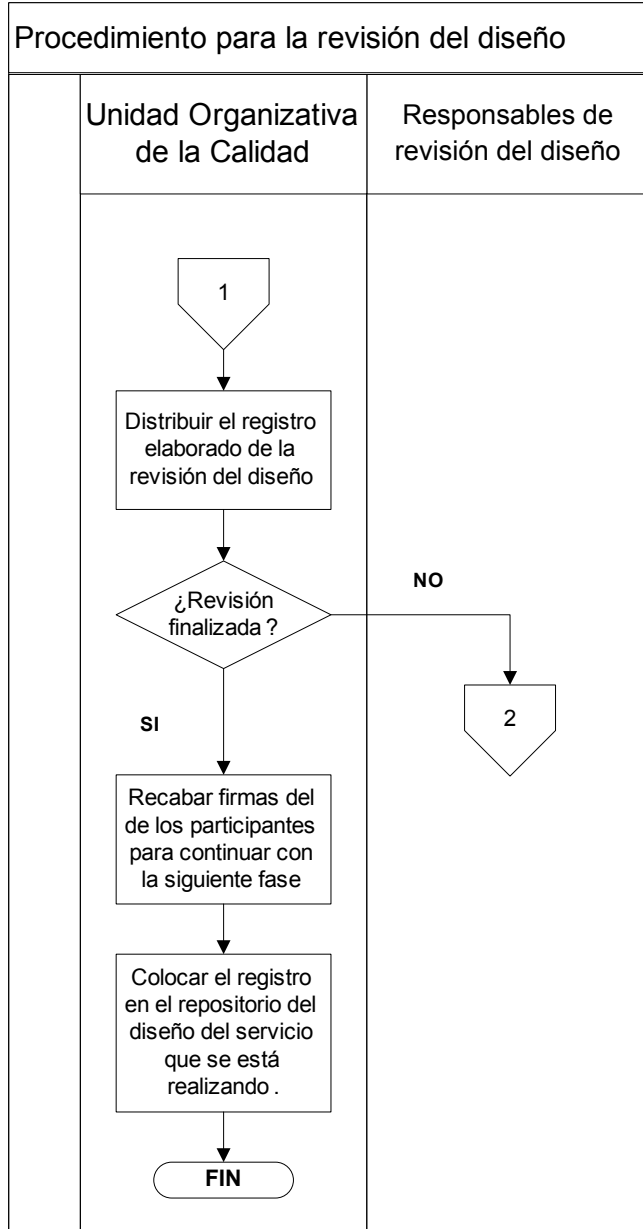 Procedimiento para la revisión del diseño
Unidad Organizativa
de la Calidad
Responsables de
revisión del diseño
1
Distribuir el registro
elaborado de la
revisión del diseño
¿Revisión
finalizada ?
NO
2
SI
Recabar firmas del
de los participantes
para continuar con
la siguiente fase
Colocar el registro
en el repositorio del
diseño del servicio
que se está
realizando .
FIN